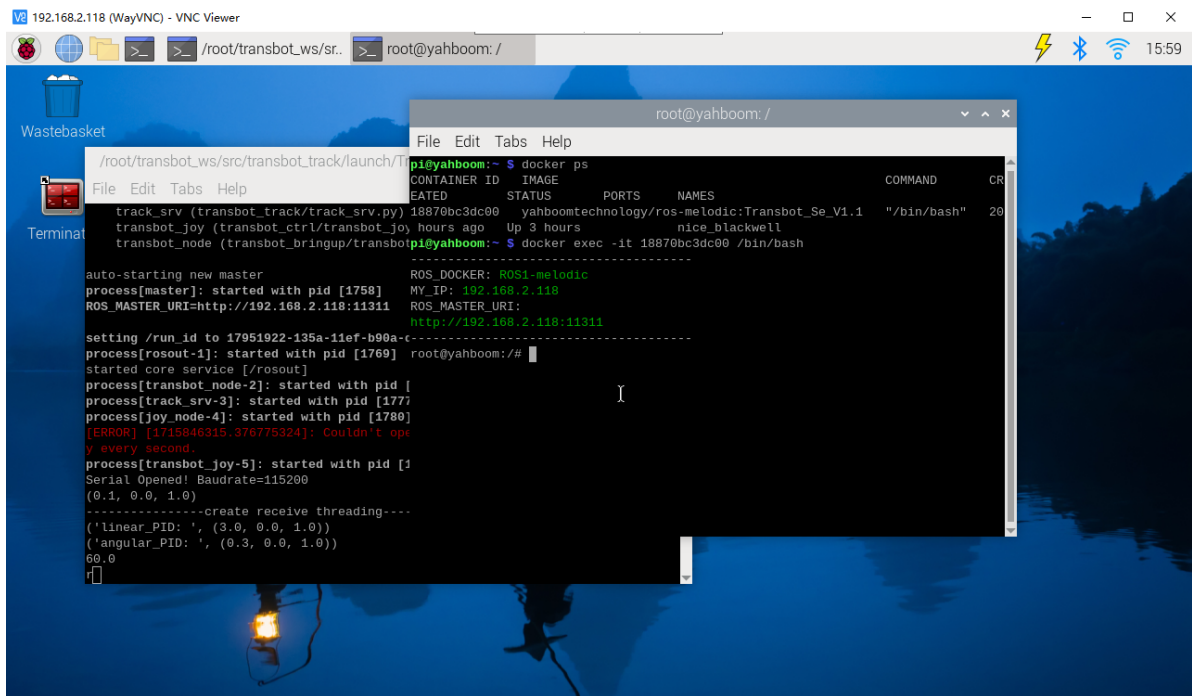 192.168.2.118 (WayVNC) - VNC Viewer
/root/transbot_ws/sr..
root@yahboom: /
15:59
Wastebasket
Terminat
/root/transbot_ws/src/transbot_track/launch/Tr
File Edit Tabs Help
track_srv (transbot_track/track_srv.py)
transbot_joy (transbot_ctrl/transbot_joy
transbot_node (transbot_bringup/transbot
auto-starting new master
process[master]: started with pid [1758]
ROS_MASTER_URI=http://192.168.2.118:11311
setting /run_id to 17951922-135a-11ef-b90a-
process[rosout-1]: started with pid [1769]
started core service [/rosout]
process[transbot_node-2]: started with pid [
process[track_srv-3]: started with pid [1777
process[joy_node-4]: started with pid [1780]
[ERROR] [1715846315.376775324]: Couldn't ope
y every second.
process[transbot_joy-5]: started with pid [1
Serial Opened! Baudrate=115200
(0.1, 0.0, 1.0)
----------------create receive threading----
('linear_PID: ', (3.0, 0.0, 1.0))
('angular_PID: ', (0.3, 0.0, 1.0))
60.0
r
root@yahboom: /
File Edit Tabs Help
pi@yahboom:~ $ docker ps
CONTAINER ID IMAGE COMMAND CR
EATED STATUS PORTS NAMES
18870bc3dc00 yahboomtechnology/ros-melodic:Transbot_Se_V1.1 "/bin/bash" 20
hours ago Up 3 hours nice_blackwell
pi@yahboom:~ $ docker exec -it 18870bc3dc00 /bin/bash
--------------------------------------
ROS_DOCKER: ROS1-melodic
MY_IP: 192.168.2.118
ROS_MASTER_URI:
http://192.168.2.118:11311
--------------------------------------
root@yahboom:/#